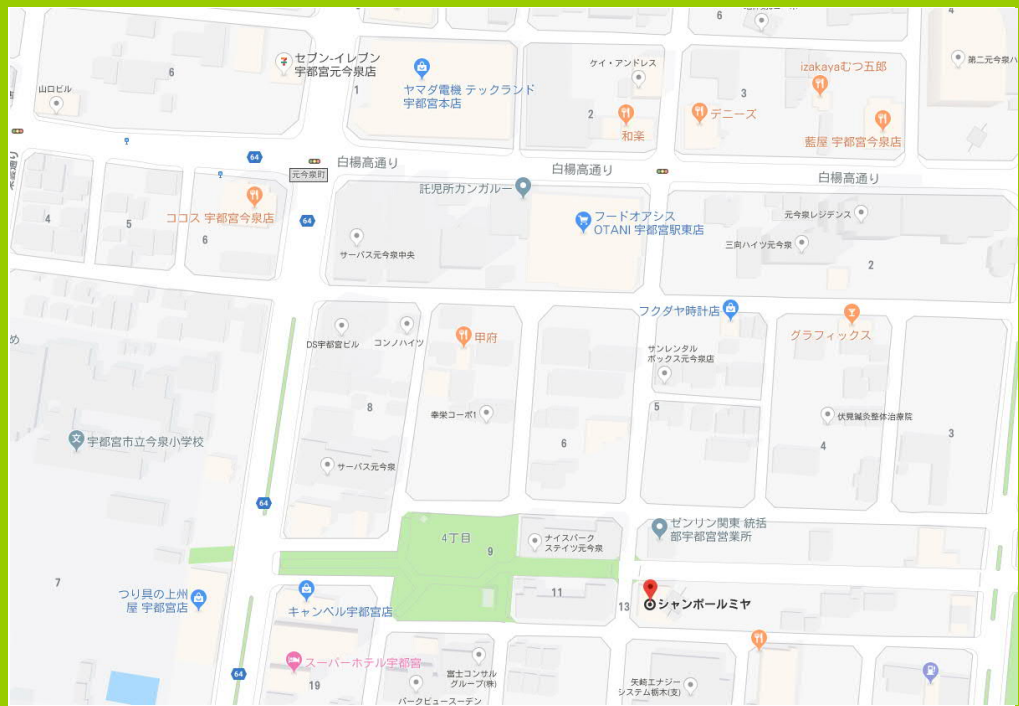 6
4
セブン-イレブン
宇都宮元今泉店
6
山口ビル
1
ヤマダ電機 テックランド
宇都宮本店
ケイ・アンドレス
2
和楽
3
デニーズ
izakayaむつ五郎
藍屋 宇都宮今泉店
第二元今泉ハ
64
元今泉町
白楊高通り
白楊高通り
白楊高通り
4
5
6
ココス 宇都宮今泉店
64
託児所カンガルー
サーパス元今泉中央
フードオアシス
OTANI 宇都宮駅東店
元今泉レジデンス
三向ハイツ元今泉
2
め
DS宇都宮ビル
コンノハイツ
甲府
フクダヤ時計店
グラフィックス
サンレンタル
ボックス元今泉店
8
幸栄コーポ1
6
5
伏見鍼灸整体治療院
4
3
宇都宮市立今泉小学校
サーパス元今泉
64
4丁目
9
ナイスパーク
ステイツ元今泉
ゼンリン関東 統括
部宇都宮営業所
7
つり具の上州
屋 宇都宮店
キャンベル宇都宮店
11
13
シャンボールミヤ
スーパーホテル宇都宮
64
19
富士コンサル
グループ(株)
パークビュースーデン
矢崎エナジー
システム栃木(支)